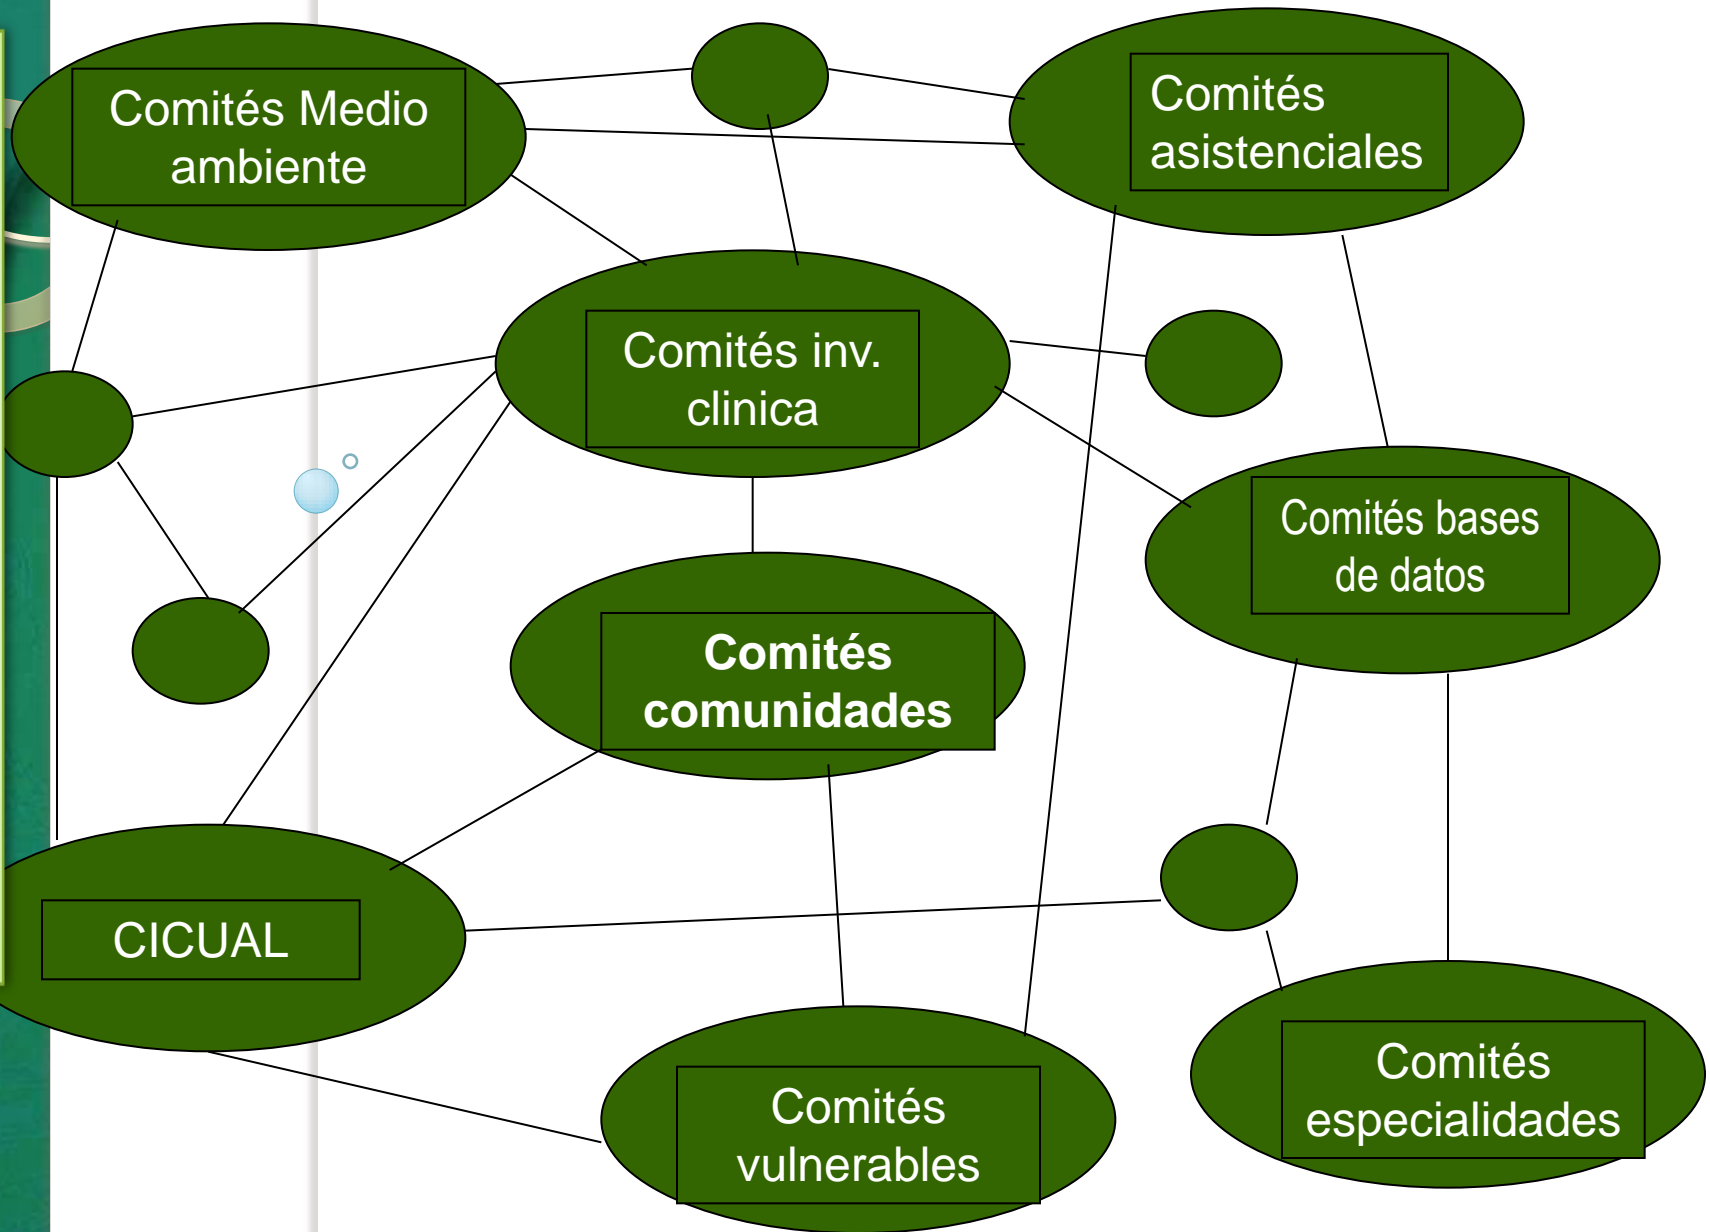 Comités Medio
ambiente
Comités
asistenciales
Comités inv.
clinica
Comités bases
de datos
Comités
comunidades
CICUAL
Comités
vulnerables
Comités
especialidades